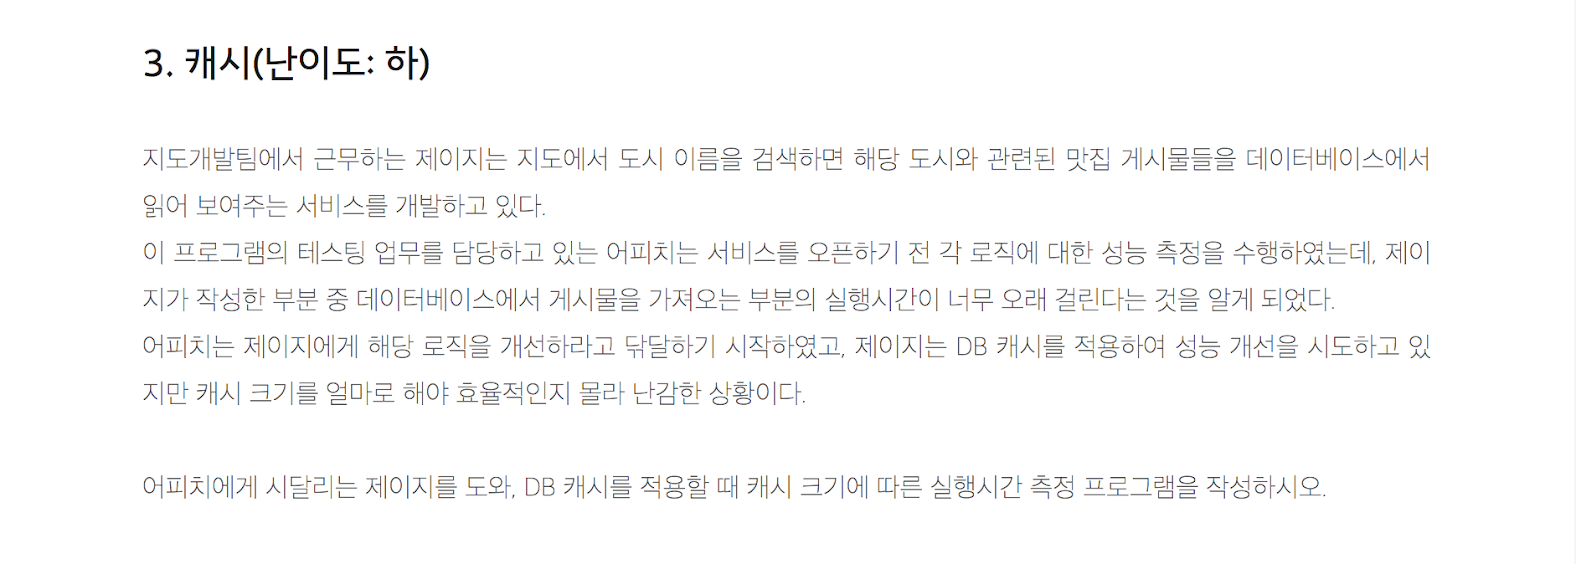 3. 캐시(난이도: 하)
지도개발팀에서 근무하는 제이지는 지도에서 도시 이름을 검색하면 해당 도시와 관련된 맛집 게시물들을 데이터베이스에서
읽어 보여주는 서비스를 개발하고 있다.
이 프로그램의 테스팅 업무를 담당하고 있는 어피치는 서비스를 오픈하기 전 각 로직에 대한 성능 측정을 수행하였는데, 제이
지가 작성한 부분 중 데이터베이스에서 게시물을 가져오는 부분의 실행시간이 너무 오래 걸린다는 것을 알게 되었다.
어피치는 제이지에게 해당 로직을 개선하라고 닦달하기 시작하였고, 제이지는 DB 캐시를 적용하여 성능 개선을 시도하고 있
지만 캐시 크기를 얼마로 해야 효율적인지 몰라 난감한 상황이다.
어피치에게 시달리는 제이지를 도와, DB 캐시를 적용할 때 캐시 크기에 따른 실행시간 측정 프로그램을 작성하시오.